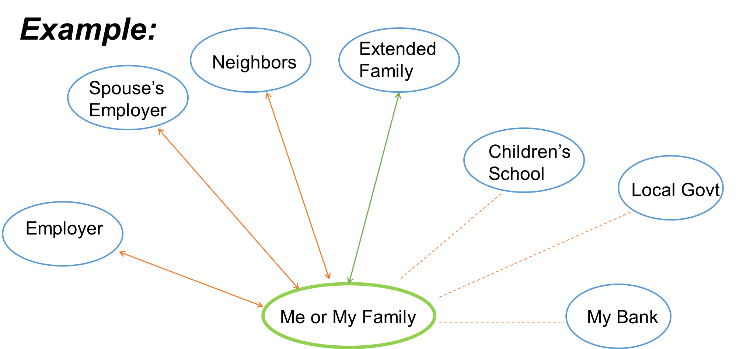 Example:
Neighbors
Extended
Family
Spouse's
Employer
Children's
School
Local Govt
Employer
Me or My Family
My Bank